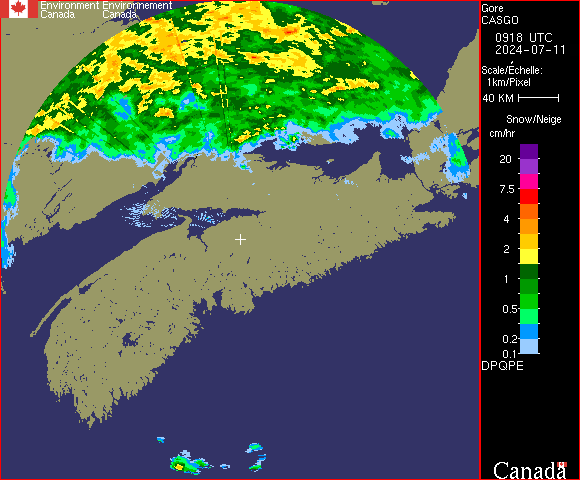 Environment Environnement
Canada Canada
Gore
CASGO
0918 UTC
2024-07-11
Scale/Échelle:
1km/Pixel
40 KM
Snow/Neige
cm/hr
20
7.5
4
2
1
0.5
0.2
0.1
DPQPE
Canada